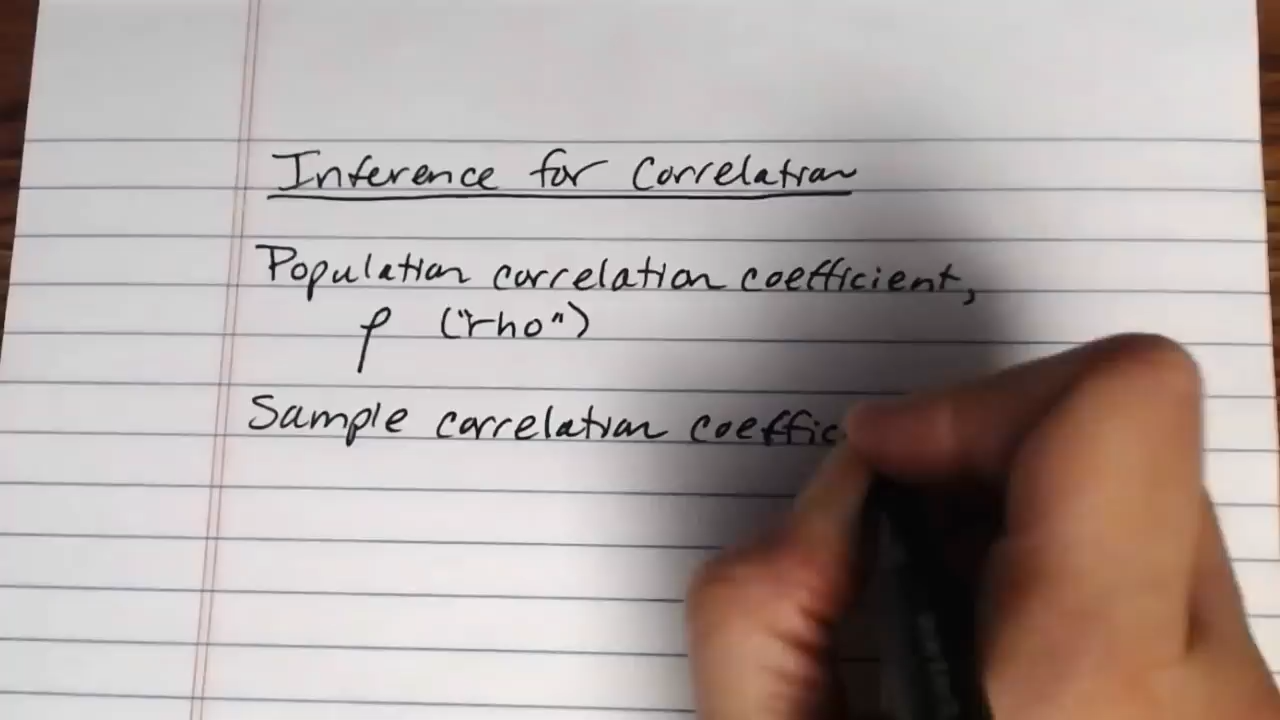 Inference for Correlation
Population correlation coefficient,
ρ ("rho")
Sample correlation coeffic